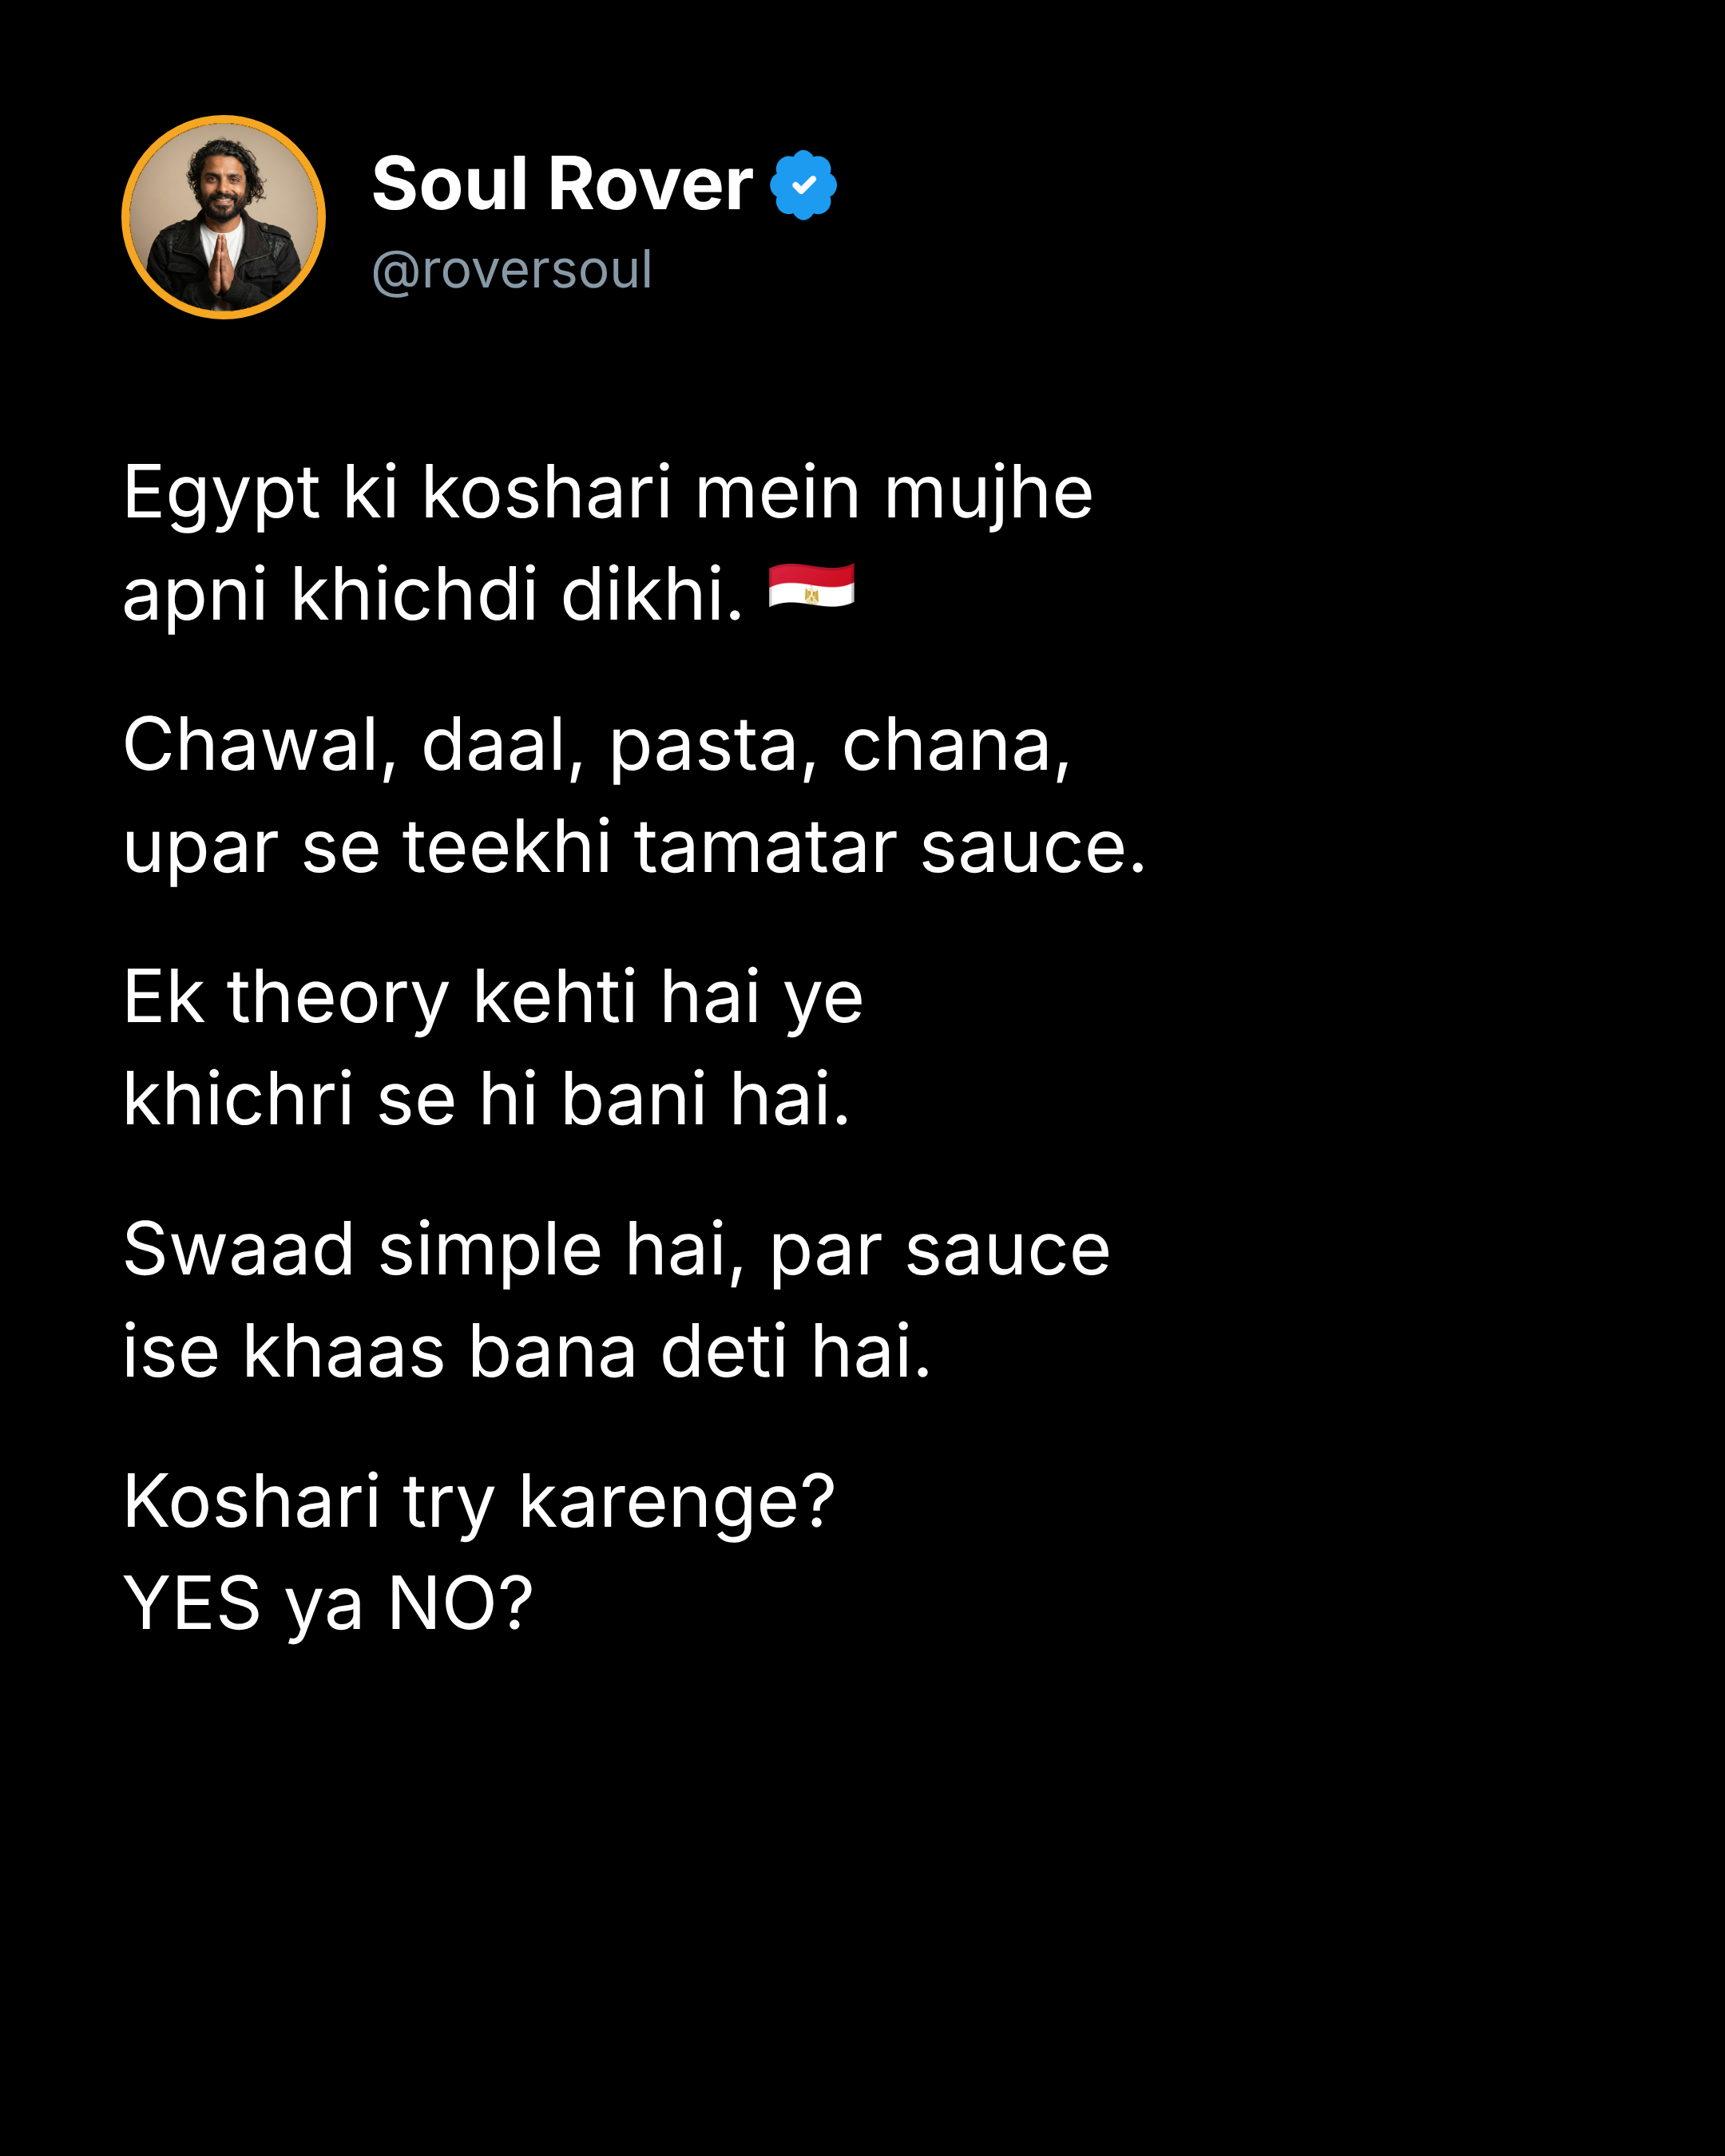 Soul Rover
@roversoul
Egypt ki koshari mein mujhe
apni khichdi dikhi. 🇪🇬
Chawal, daal, pasta, chana,
upar se teekhi tamatar sauce.
Ek theory kehti hai ye
khichri se hi bani hai.
Swaad simple hai, par sauce
ise khaas bana deti hai.
Koshari try karenge?
YES ya NO?